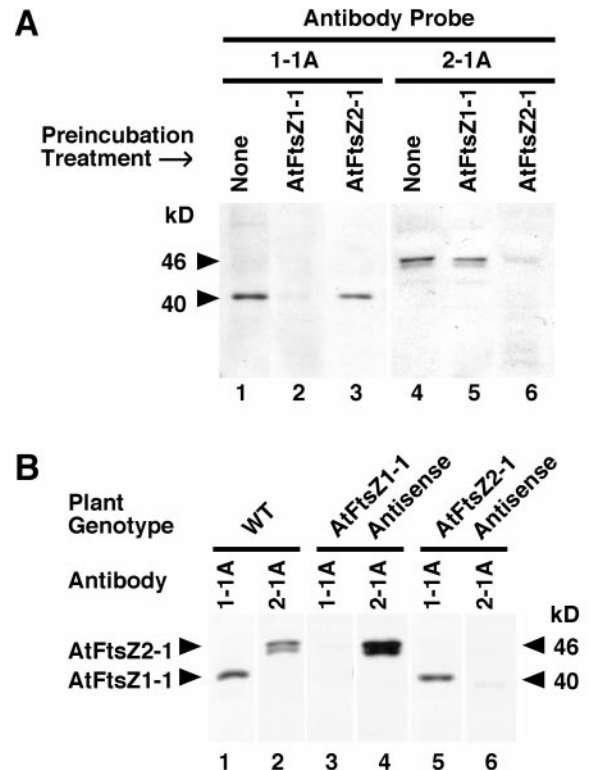 A
Antibody Probe
1-1A 2-1A
Preincubation
Treatment →
None AtFtsZ1-1 AtFtsZ2-1 None AtFtsZ1-1 AtFtsZ2-1
kD
46
40
1 2 3 4 5 6
B
Plant
Genotype
WT AtFtsZ1-1 Antisense AtFtsZ2-1 Antisense
Antibody
1-1A 2-1A 1-1A 2-1A 1-1A 2-1A
kD
AtFtsZ2-1 46
AtFtsZ1-1 40
1 2 3 4 5 6